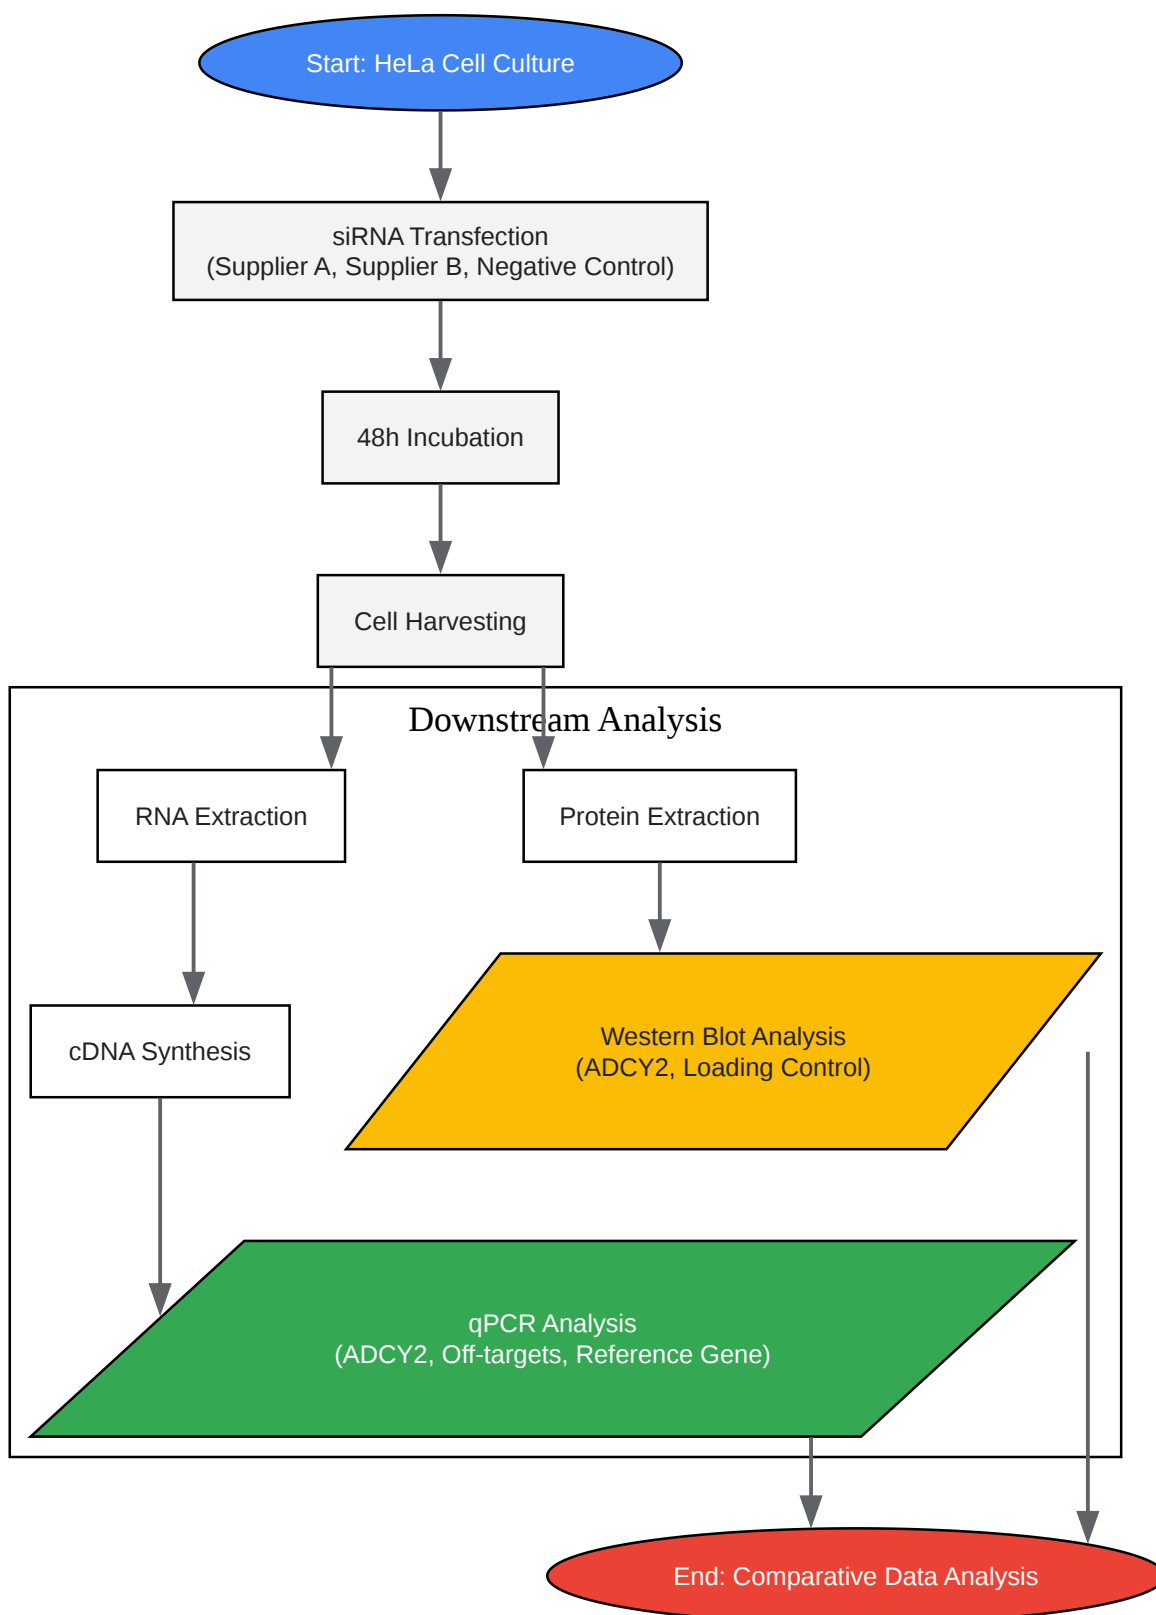 Start: HeLa Cell Culture
siRNA Transfection
(Supplier A, Supplier B, Negative Control)
48h Incubation
Cell Harvesting
Downstream Analysis
RNA Extraction
Protein Extraction
cDNA Synthesis
Western Blot Analysis
(ADCY2, Loading Control)
qPCR Analysis
(ADCY2, Off-targets, Reference Gene)
End: Comparative Data Analysis